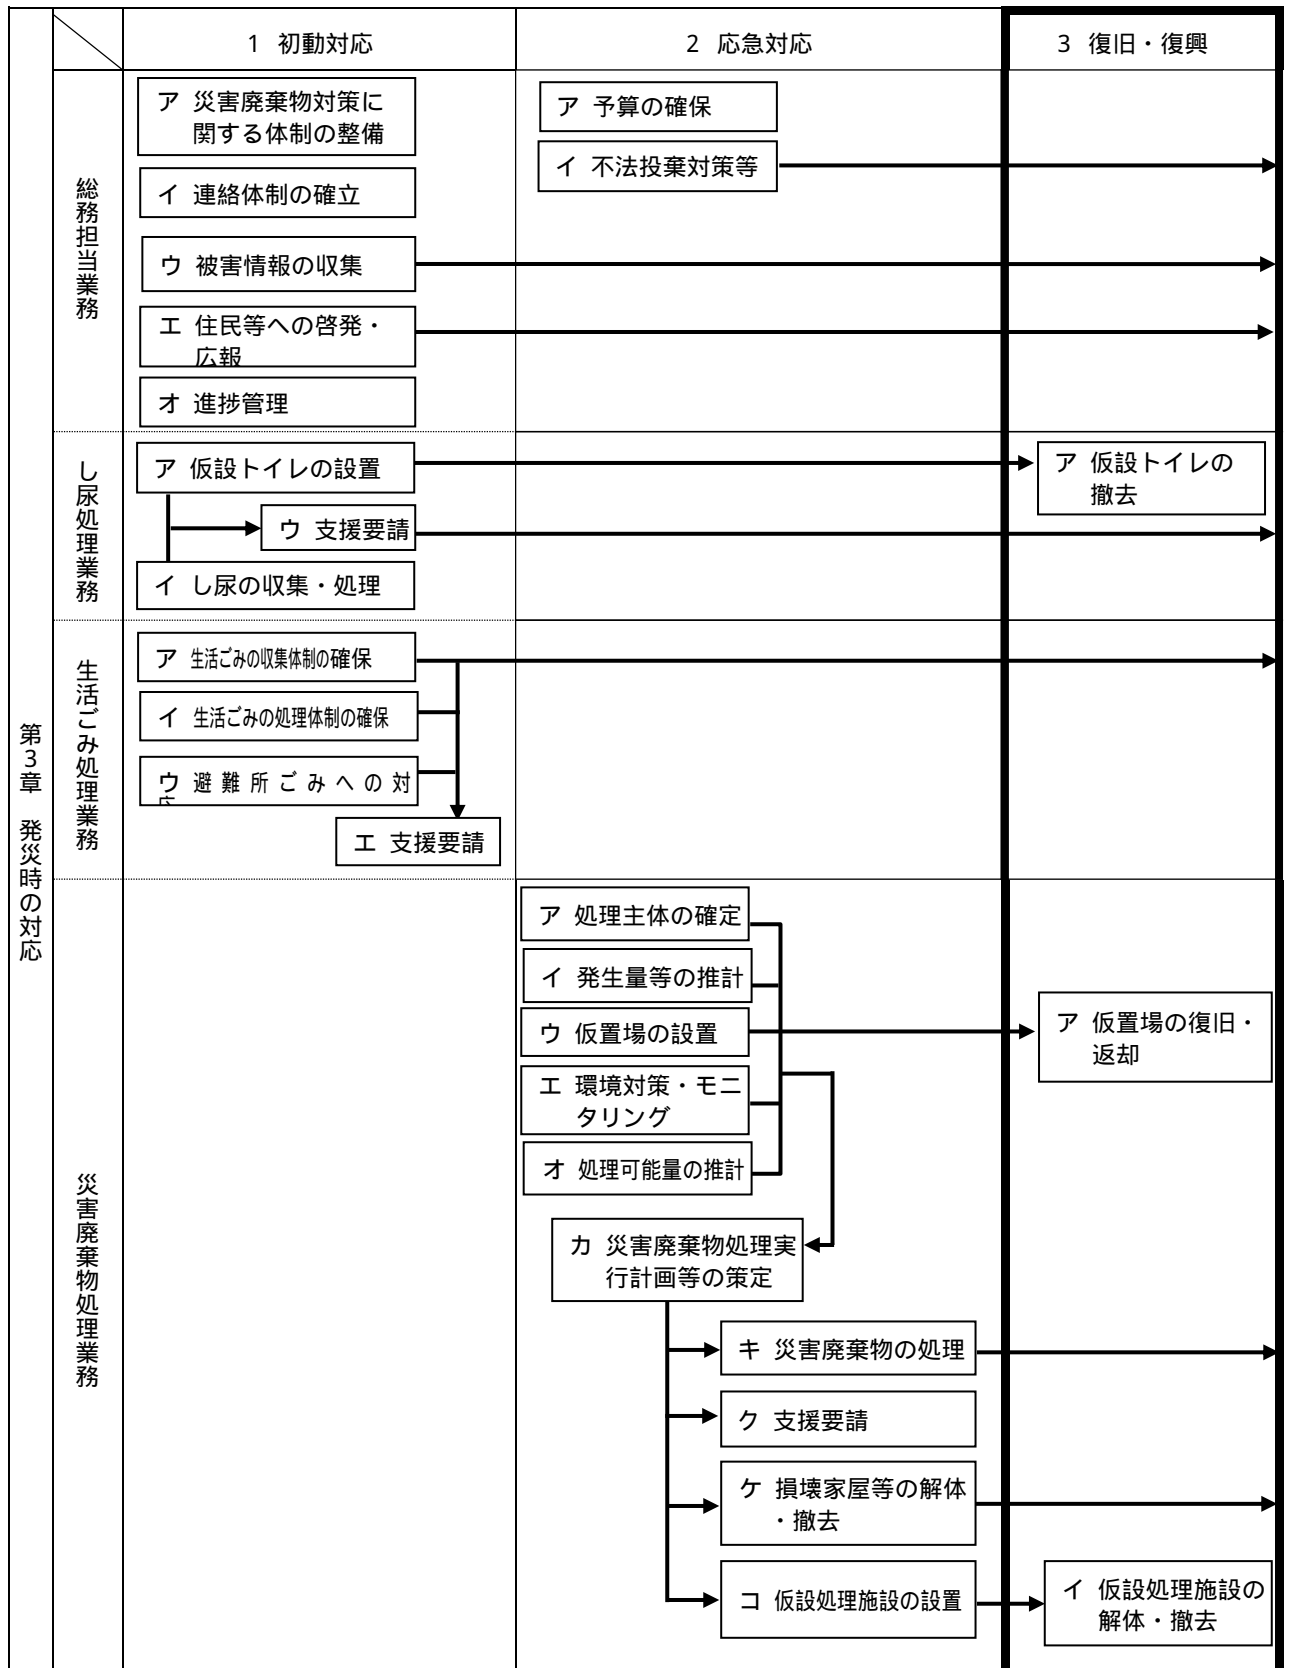 1 初動対応
2 応急対応
3 復旧・復興
第3章 発災時の対応
総務担当業務
ア 災害廃棄物対策に
関する体制の整備
イ 連絡体制の確立
ウ 被害情報の収集
エ 住民等への啓発・
広報
オ 進捗管理
ア 予算の確保
イ 不法投棄対策等
し尿処理業務
ア 仮設トイレの設置
ウ 支援要請
イ し尿の収集・処理
ア 仮設トイレの
撤去
生活ごみ処理業務
ア 生活ごみの収集体制の確保
イ 生活ごみの処理体制の確保
ウ 避難所ごみへの対
エ 支援要請
災害廃棄物処理業務
ア 処理主体の確定
イ 発生量等の推計
ウ 仮置場の設置
エ 環境対策・モニ
タリング
オ 処理可能量の推計
カ 災害廃棄物処理実
行計画等の策定
キ 災害廃棄物の処理
ク 支援要請
ケ 損壊家屋等の解体
・撤去
コ 仮設処理施設の設置
ア 仮置場の復旧・
返却
イ 仮設処理施設の
解体・撤去